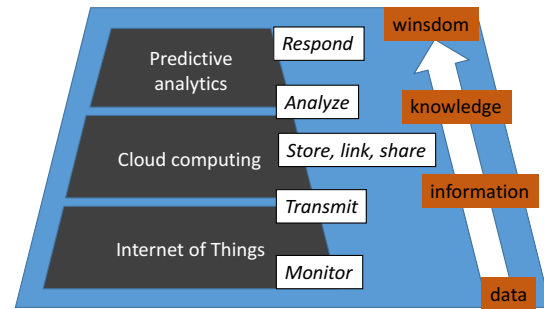 winsdom
Respond
Predictive
analytics
Analyze
knowledge
Store, link, share
Cloud computing
information
Transmit
Internet of Things
Monitor
data